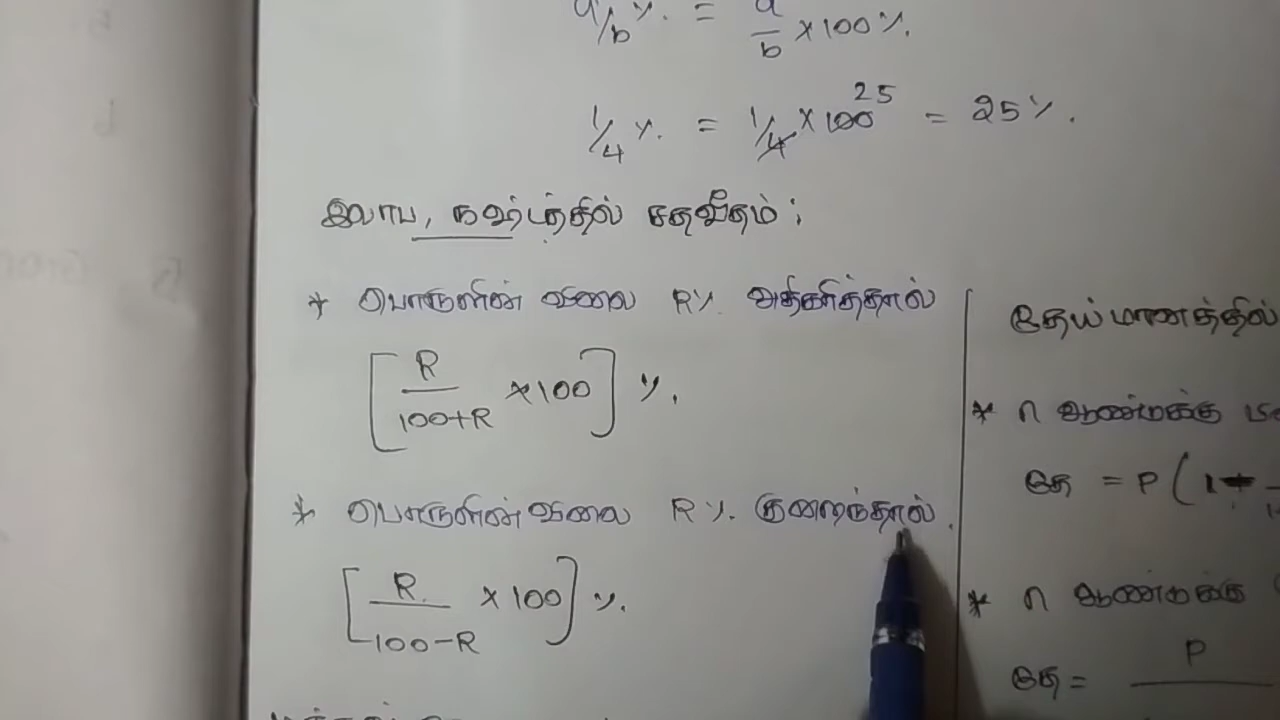 a/b %. = a/b ×100%.
1/4 %. = 1/4 ×100 25 = 25%.
இலாப, நஷ்டத்தில் சதவீதம் :
* பொருளின் விலை R%. அதிகரித்தால்
[R/100+R ×100] %.
* பொருளின் விலை R%. குறைந்தால்.
[R/100-R ×100] %.
தேய்மானத்தில்
* n ஆண்டிக்கு
தே = P(1
* n ஆண்டிக்கு
தே = P